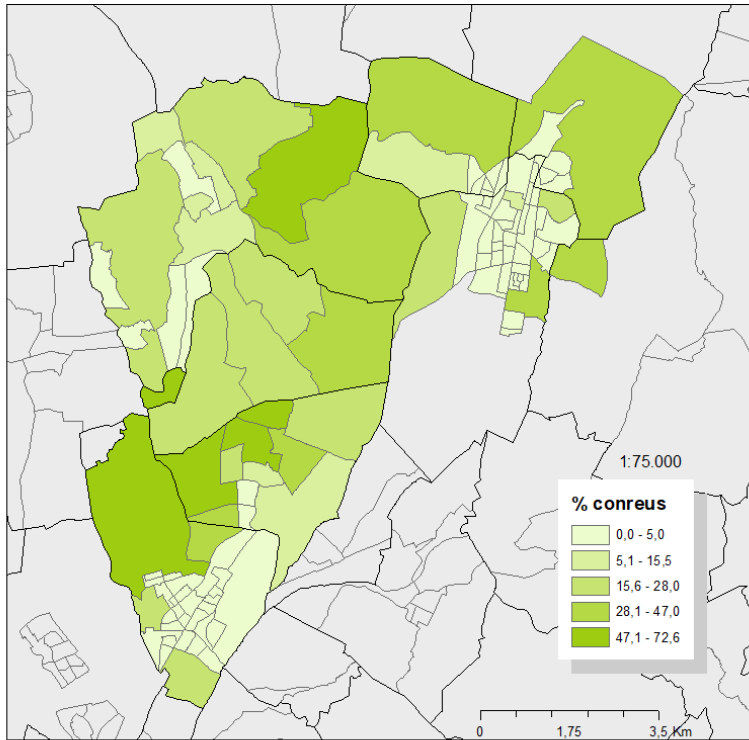 1:75.000
% conreus
0,0 - 5,0
5,1 - 15,5
15,6 - 28,0
28,1 - 47,0
47,1 - 72,6
0 1,75 3,5 Km